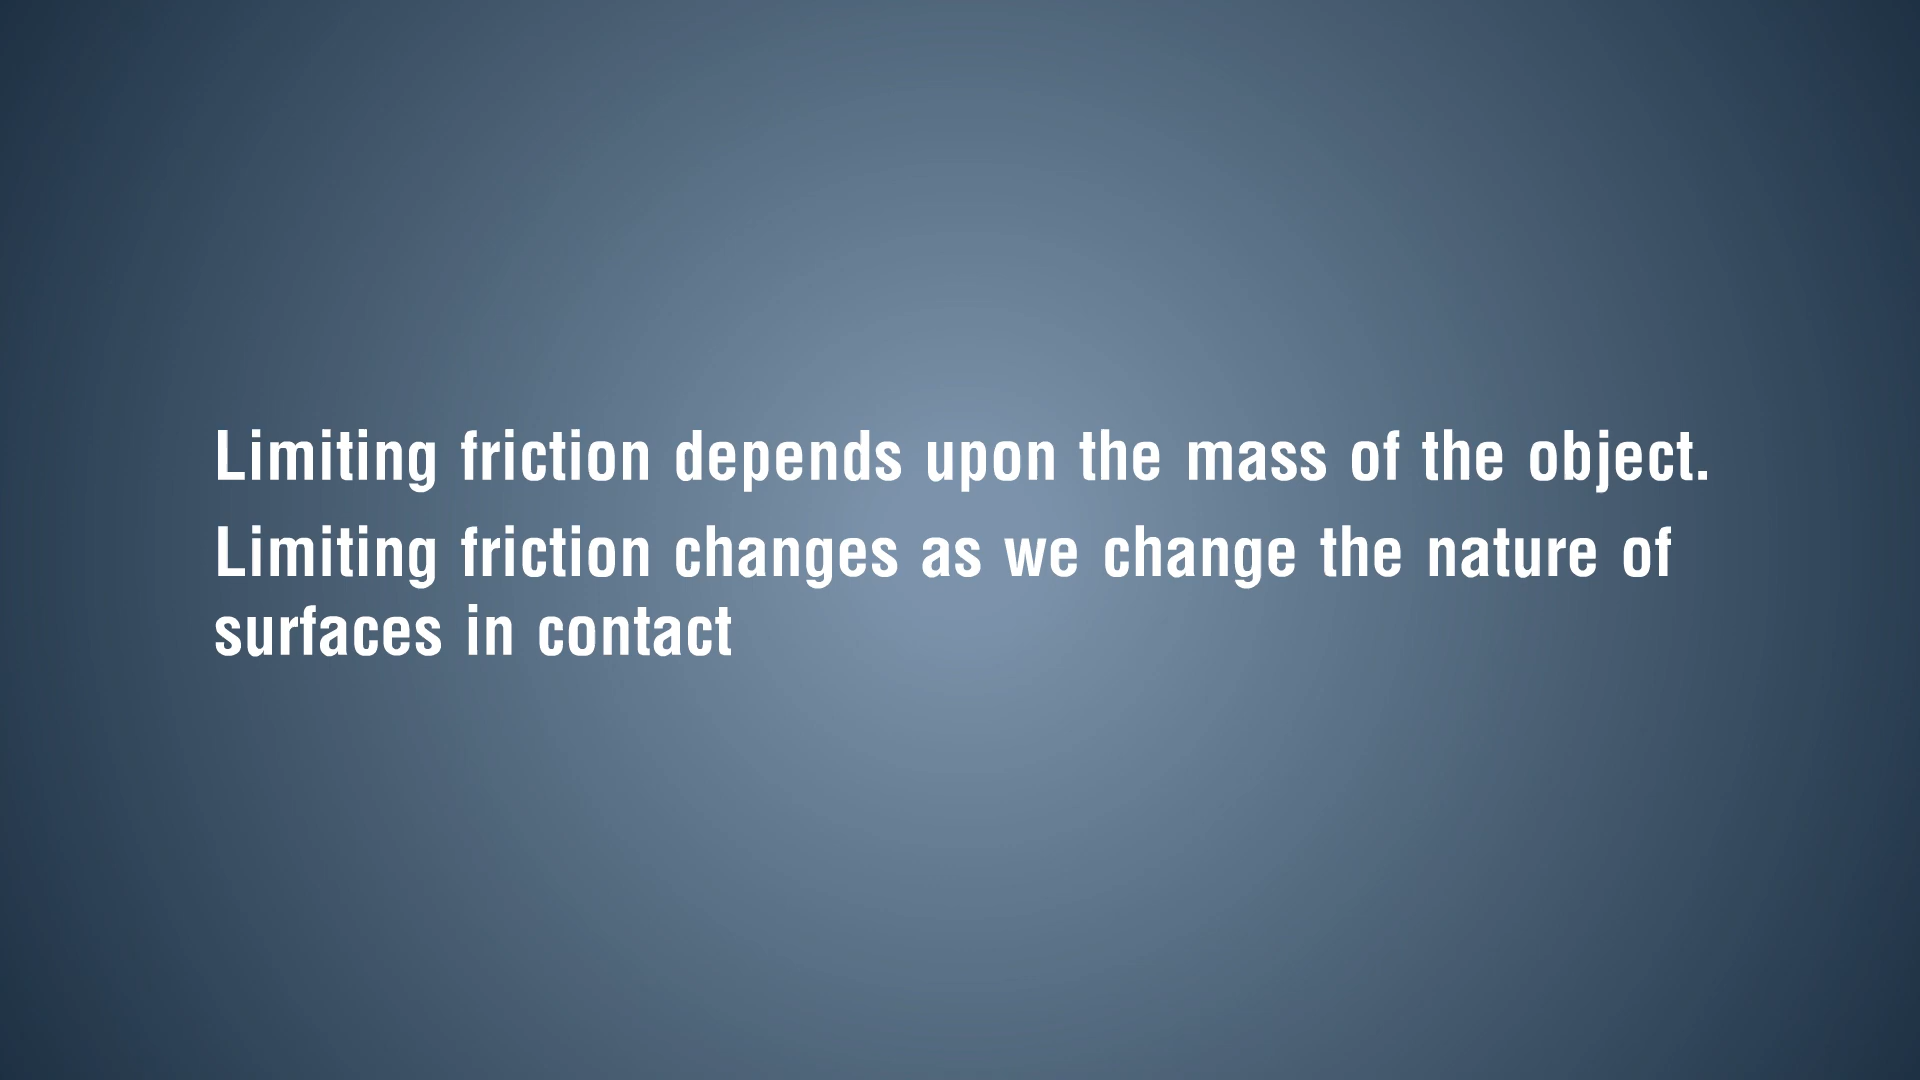 Limiting friction depends upon the mass of the object.
Limiting friction changes as we change the nature of
surfaces in contact